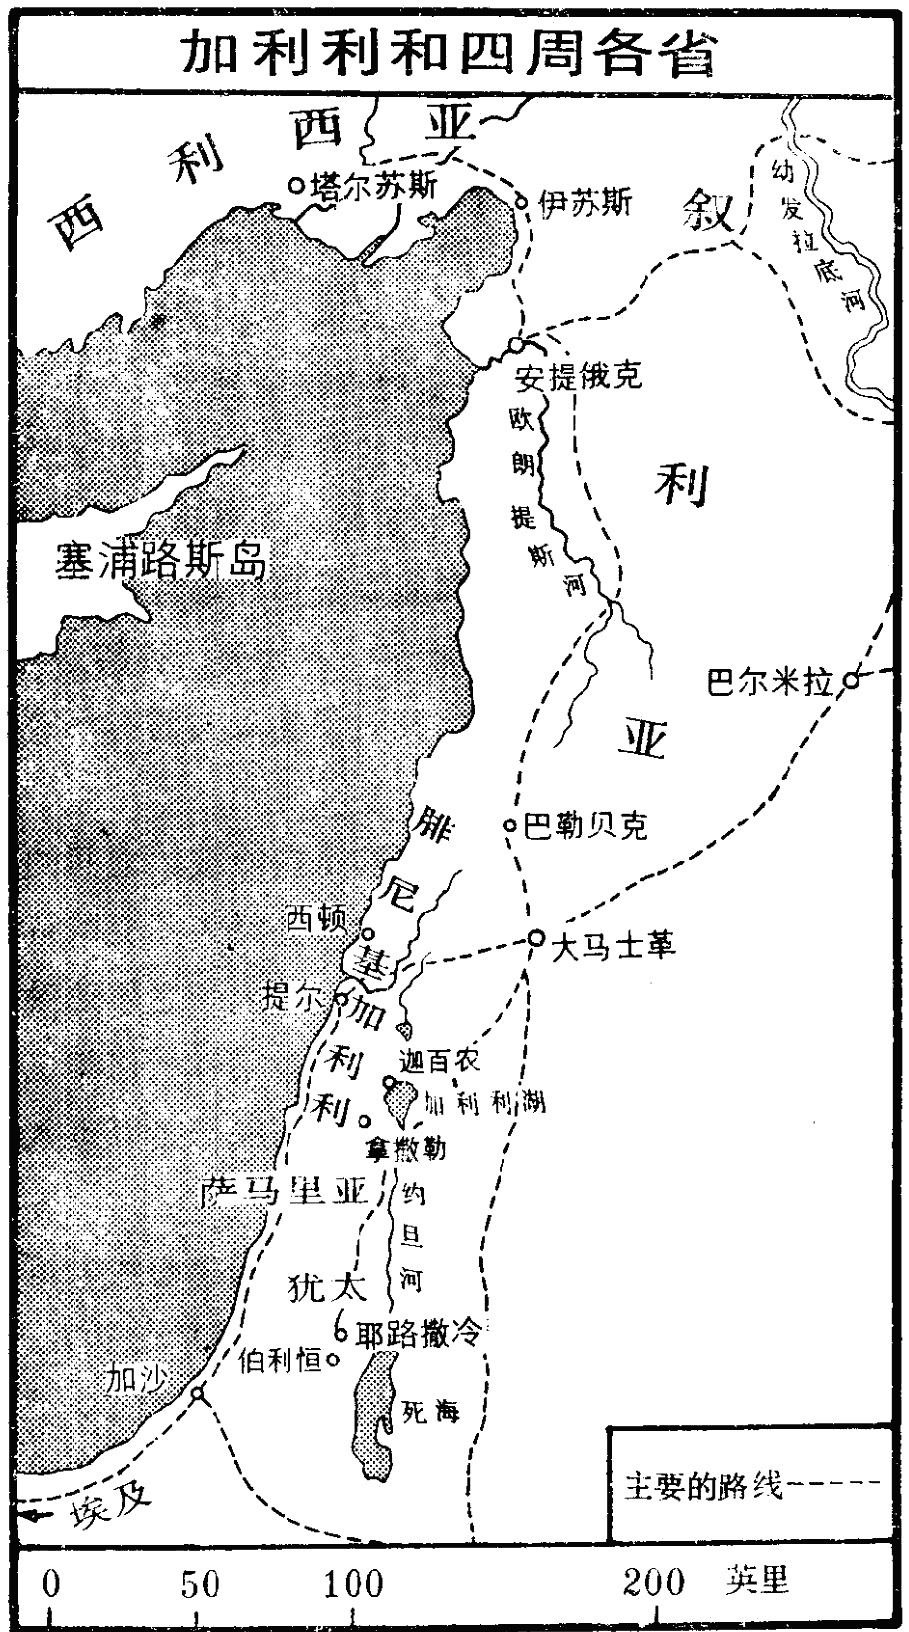 加利利和四周各省
西利西亚
塔尔苏斯
伊苏斯
叙利亚
幼发拉底河
安提俄克
欧朗提斯河
塞浦路斯岛
巴尔米拉
巴勒贝克
腓尼基
西顿
大马士革
提尔
加利利
迦百农
加利利湖
拿撒勒
萨马里亚
约旦河
犹太
耶路撒冷
伯利恒
加沙
死海
主要的路线
埃及
0 50 100 200 英里